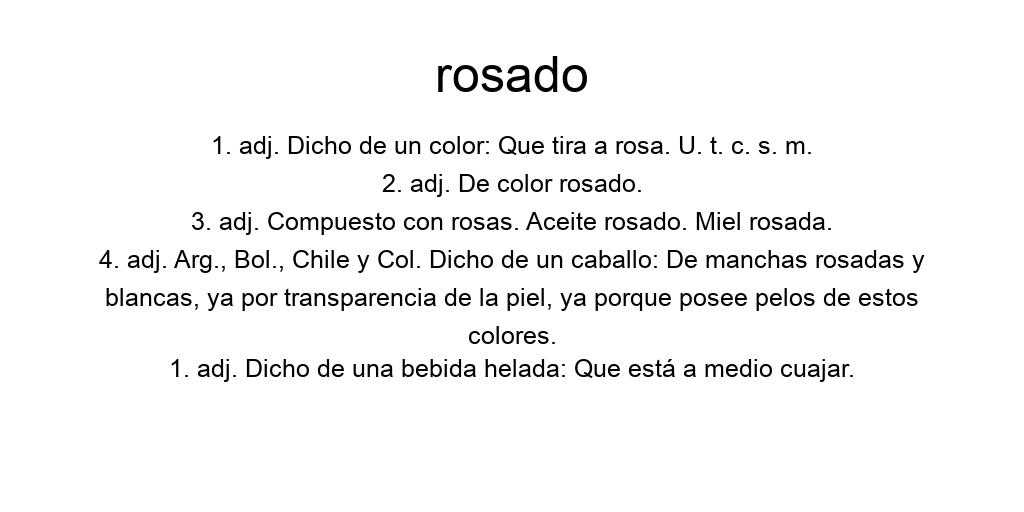 rosado
1. adj. Dicho de un color: Que tira a rosa. U. t. c. s. m.
2. adj. De color rosado.
3. adj. Compuesto con rosas. Aceite rosado. Miel rosada.
4. adj. Arg., Bol., Chile y Col. Dicho de un caballo: De manchas rosadas y
blancas, ya por transparencia de la piel, ya porque posee pelos de estos
colores.
1. adj. Dicho de una bebida helada: Que está a medio cuajar.